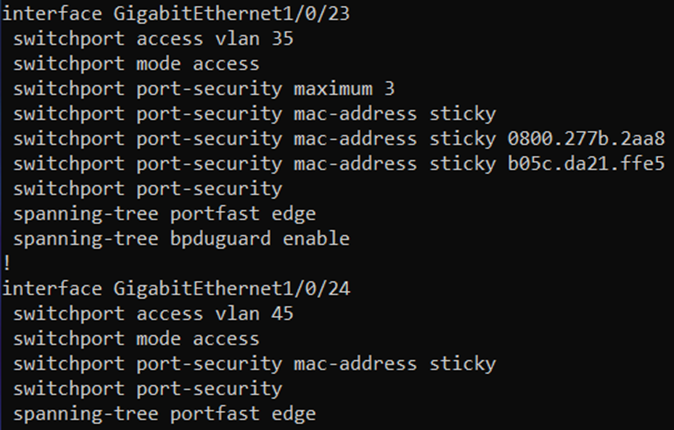 interface GigabitEthernet1/0/23
switchport access vlan 35
switchport mode access
switchport port-security maximum 3
switchport port-security mac-address sticky
switchport port-security mac-address sticky 0800.277b.2aa8
switchport port-security mac-address sticky b05c.da21.ffe5
switchport port-security
spanning-tree portfast edge
spanning-tree bpduguard enable
!
interface GigabitEthernet1/0/24
switchport access vlan 45
switchport mode access
switchport port-security mac-address sticky
switchport port-security
spanning-tree portfast edge